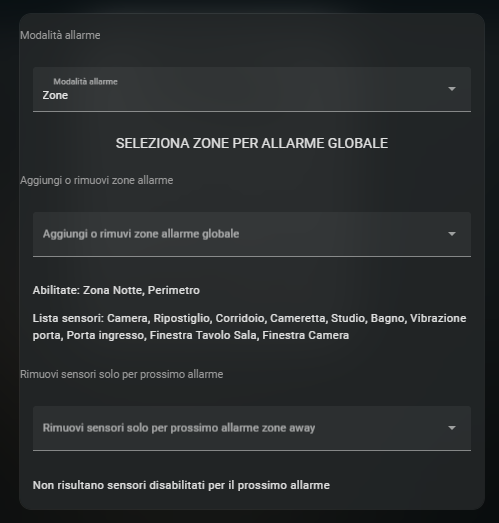 Modalità allarme
Modalità allarme
Zone
SELEZIONA ZONE PER ALLARME GLOBALE
Aggiungi o rimuovi zone allarme
Aggiungi o rimuvi zone allarme globale
Abilitate: Zona Notte, Perimetro
Lista sensori: Camera, Ripostiglio, Corridoio, Cameretta, Studio, Bagno, Vibrazione
porta, Porta ingresso, Finestra Tavolo Sala, Finestra Camera
Rimuovi sensori solo per prossimo allarme
Rimuovi sensori solo per prossimo allarme zone away
Non risultano sensori disabilitati per il prossimo allarme